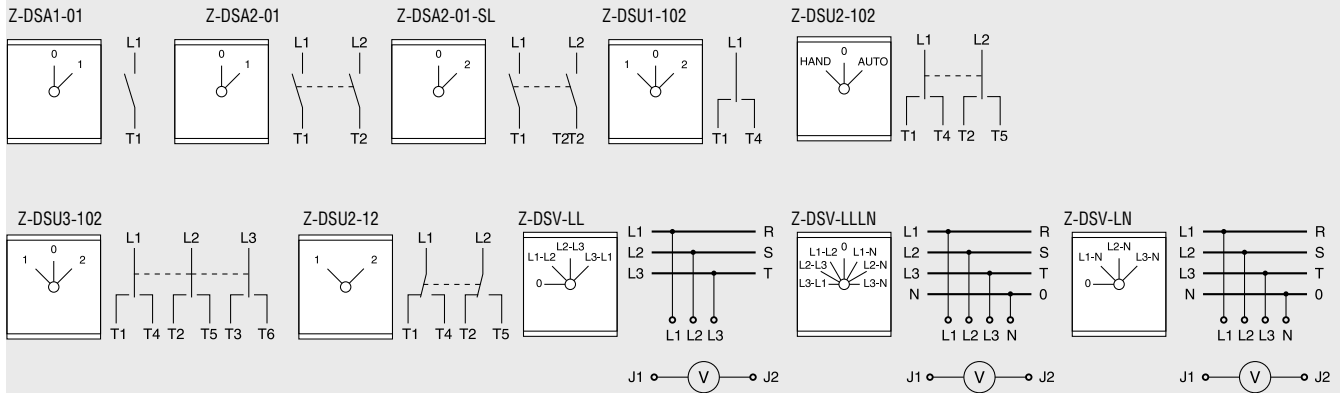 Z-DSA1-01
0
1
L1
T1
Z-DSA2-01
0
1
L1 L2
T1 T2
Z-DSA2-01-SL
0
2
L1 L2
T1 T2T2
Z-DSU1-102
0
1 2
L1
T1 T4
Z-DSU2-102
0
HAND AUTO
L1 L2
T1 T4 T2 T5
Z-DSU3-102
0
1 2
L1 L2 L3
T1 T4 T2 T5 T3 T6
Z-DSU2-12
1 2
L1 L2
T1 T4 T2 T5
Z-DSV-LL
L2-L3
L1-L2 L3-L1
0
L1 R
L2 S
L3 T
L1 L2 L3
J1 V J2
Z-DSV-LLLN
0
L1-L2 L1-N
L2-L3 L2-N
L3-L1 L3-N
L1 R
L2 S
L3 T
N 0
L1 L2 L3 N
J1 V J2
Z-DSV-LN
L2-N
L1-N L3-N
0
L1 R
L2 S
L3 T
N 0
L1 L2 L3 N
J1 V J2